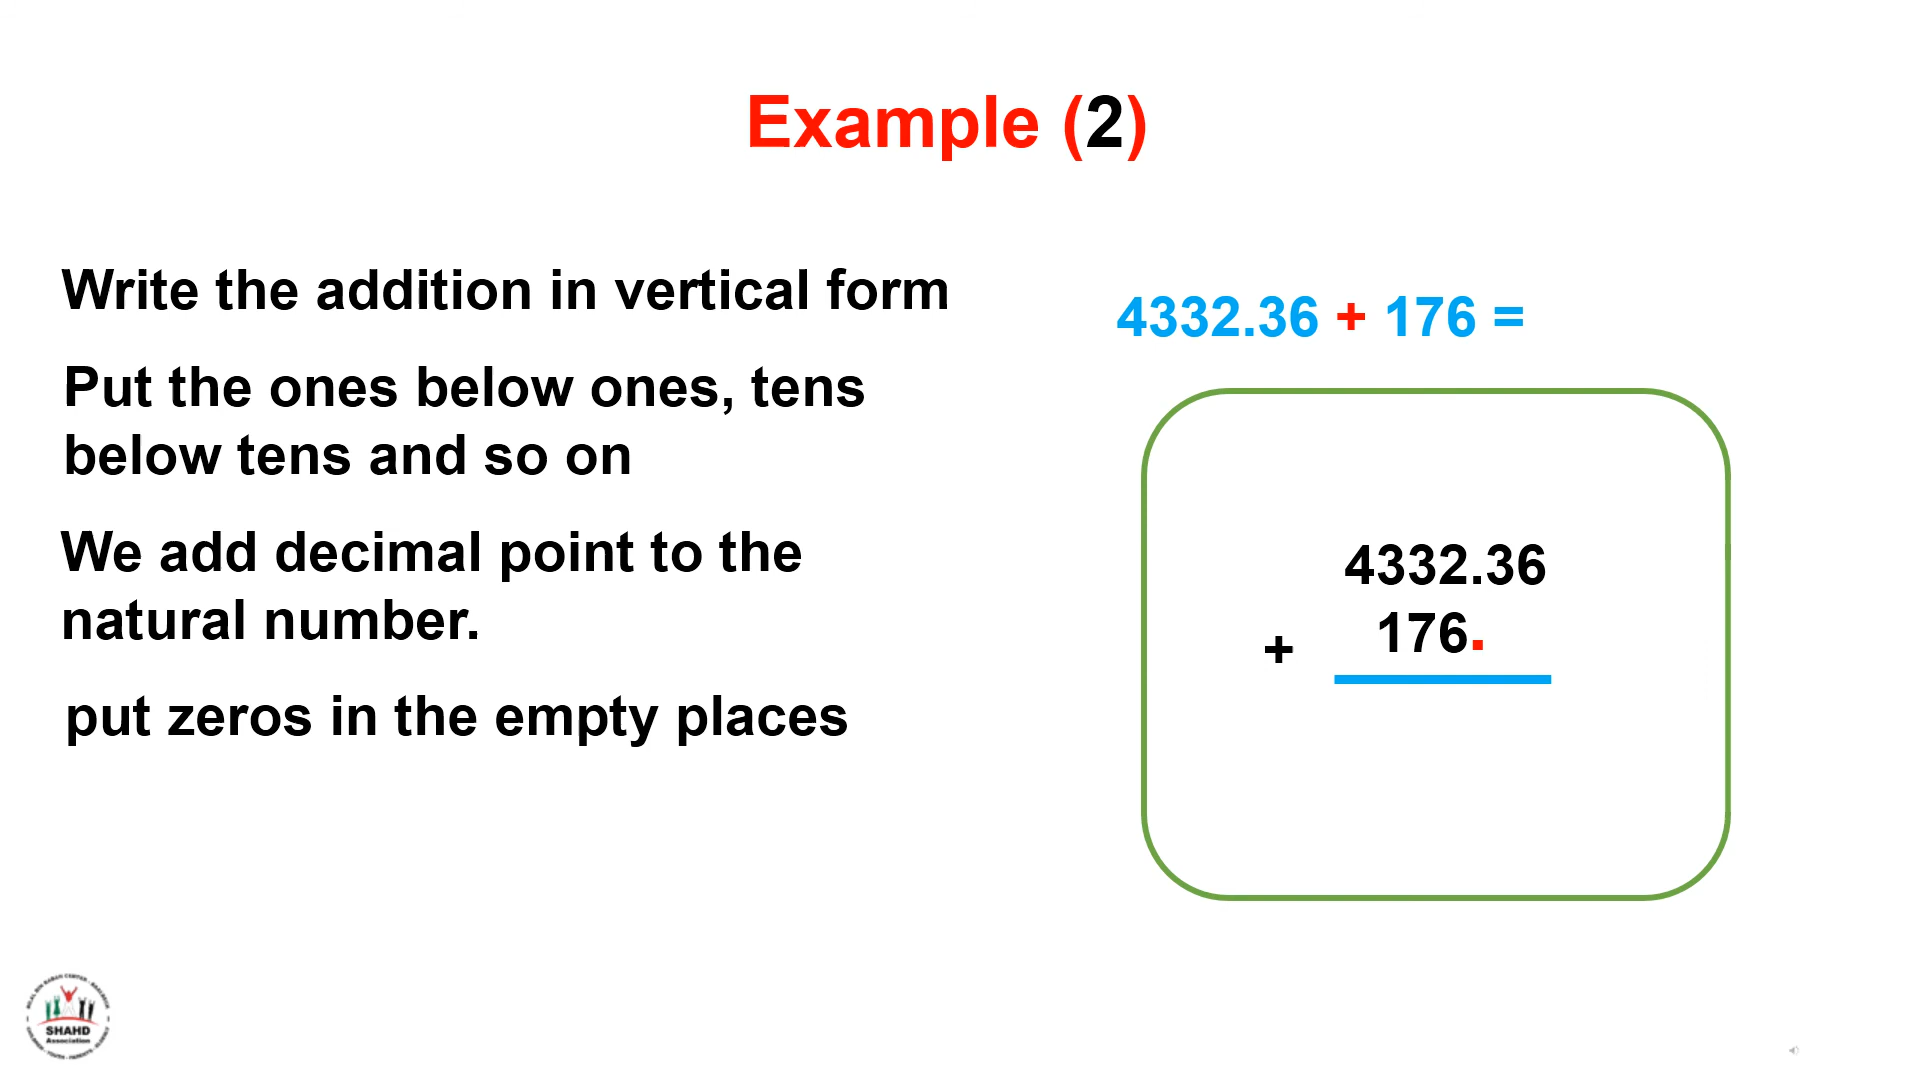 Example (2)
Write the addition in vertical form
Put the ones below ones, tens
below tens and so on
We add decimal point to the
natural number.
put zeros in the empty places
4332.36 + 176 =
4332.36
+ 176.
SHAHD
Association